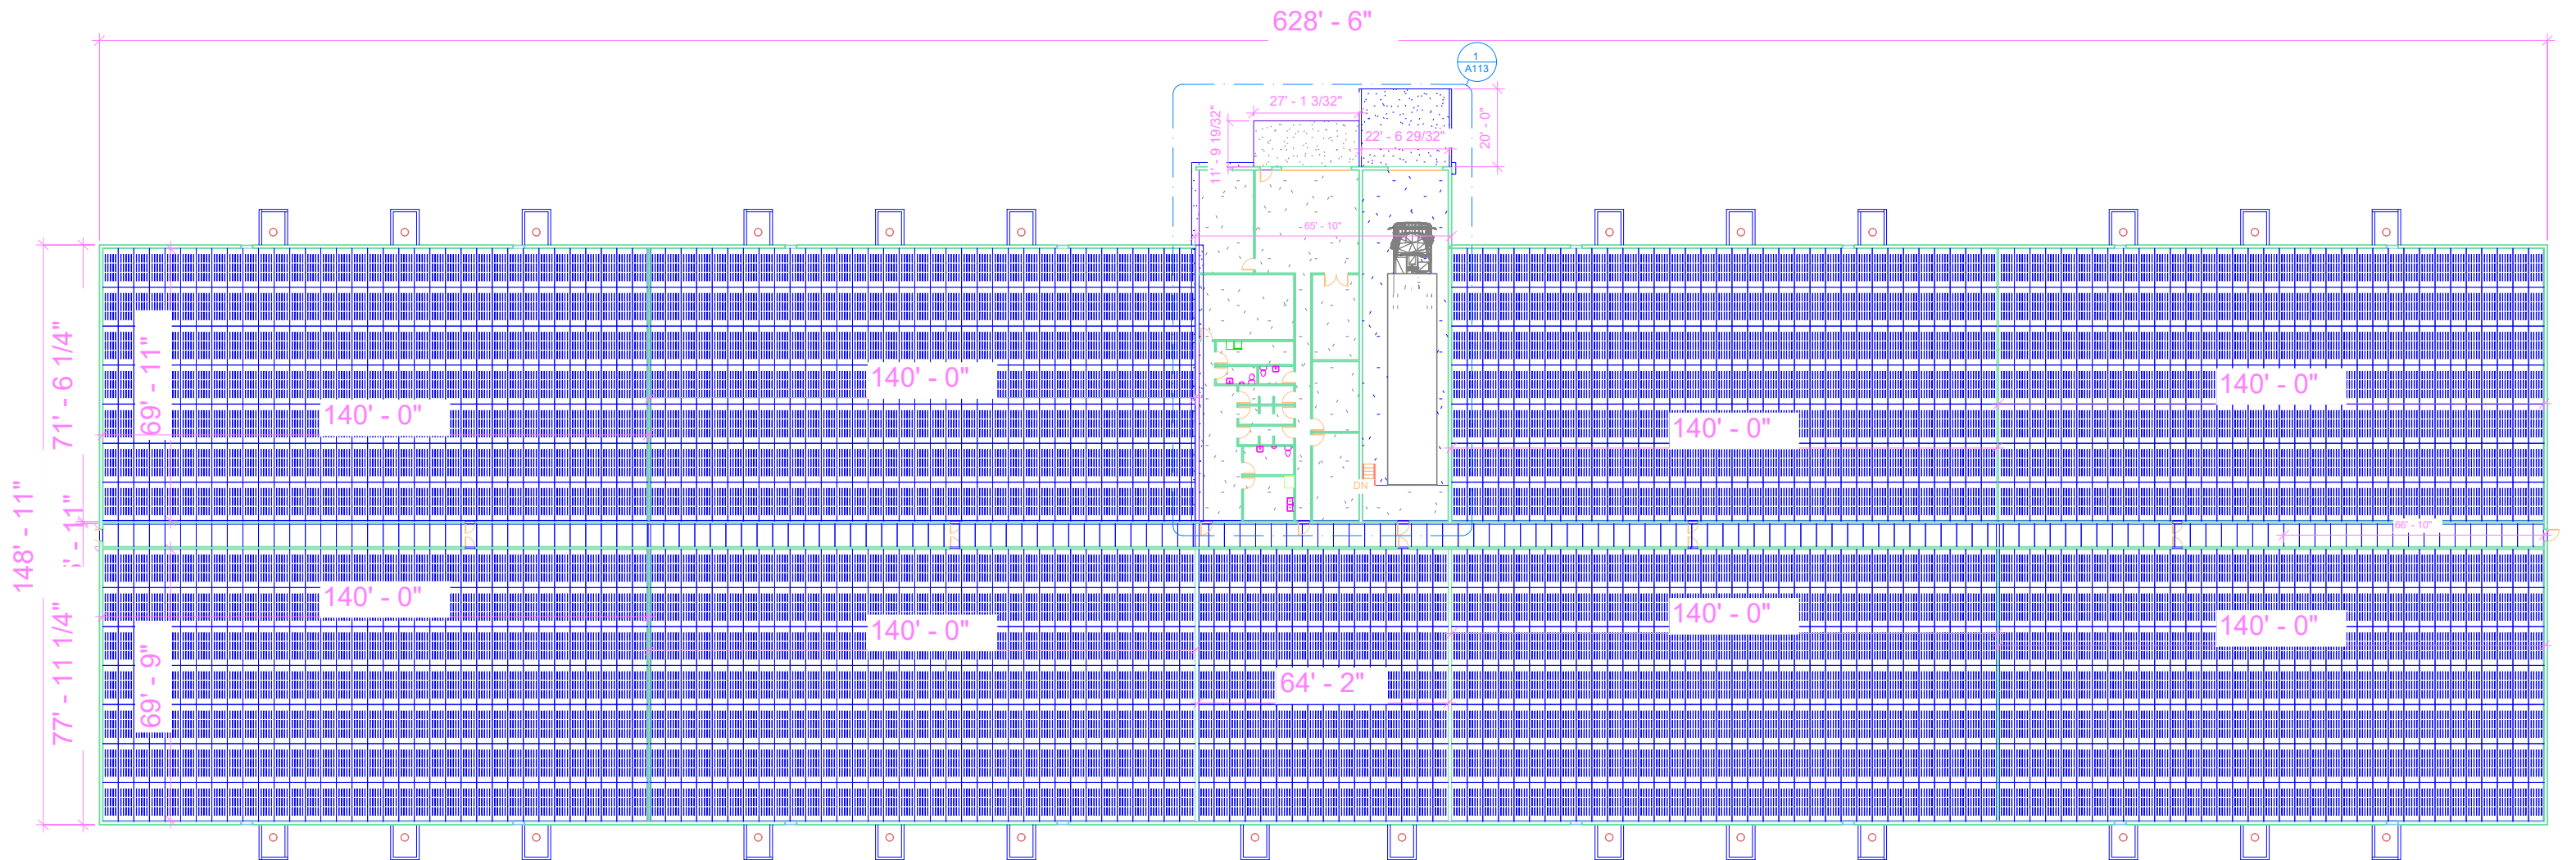 628' - 6"
1
A113
27' - 1 3/32"
11' - 9 19/32"
22' - 6 29/32"
20' - 0"
65' - 10"
71' - 6 1/4"
69' - 11"
140' - 0"
140' - 0"
140' - 0"
140' - 0"
148' - 11"
' - 11"
DN
66' - 10"
77' - 11 1/4"
69' - 9"
140' - 0"
140' - 0"
64' - 2"
140' - 0"
140' - 0"